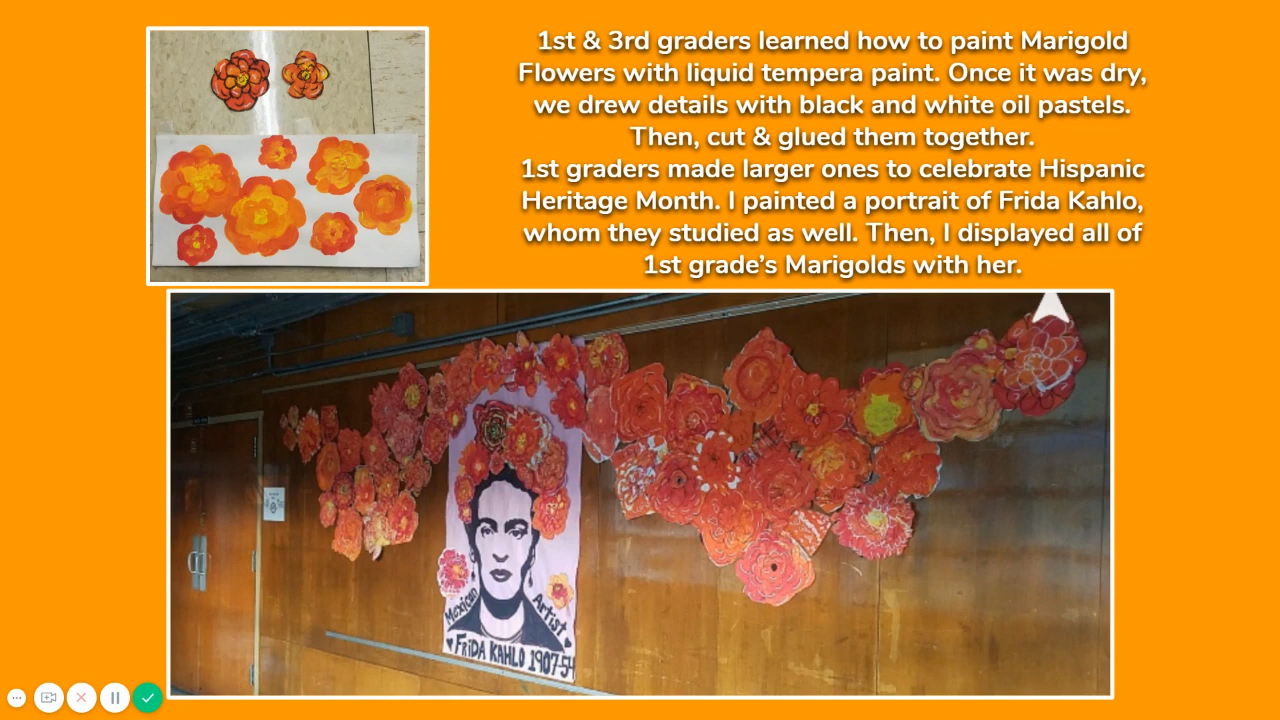 1st & 3rd graders learned how to paint Marigold
Flowers with liquid tempera paint. Once it was dry,
we drew details with black and white oil pastels.
Then, cut & glued them together.
1st graders made larger ones to celebrate Hispanic
Heritage Month. I painted a portrait of Frida Kahlo,
whom they studied as well. Then, I displayed all of
1st grade’s Marigolds with her.
Mexican Artist
FRIDA KAHLO 1907-54